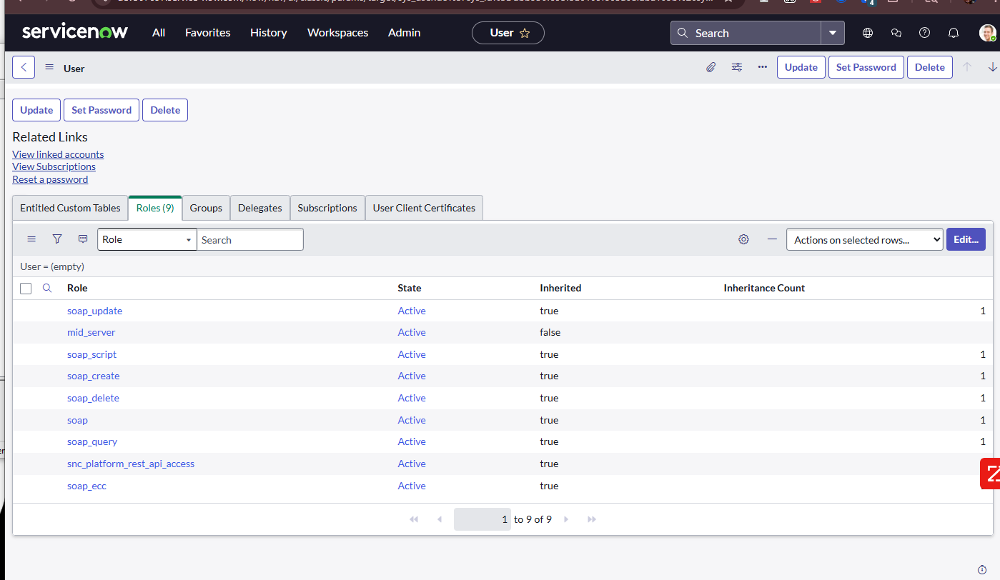 4
servicenow All Favorites History Workspaces Admin User Search
User Update Set Password Delete
Update Set Password Delete
Related Links
View linked accounts
View Subscriptions
Reset a password
Entitled Custom Tables Roles (9) Groups Delegates Subscriptions User Client Certificates
Role Search Actions on selected rows... Edit...
User = (empty)
Role State Inherited Inheritance Count
soap_update Active true 1
mid_server Active false
soap_script Active true 1
soap_create Active true 1
soap_delete Active true 1
soap Active true 1
soap_query Active true 1
snc_platform_rest_api_access Active true
soap_ecc Active true
1 to 9 of 9